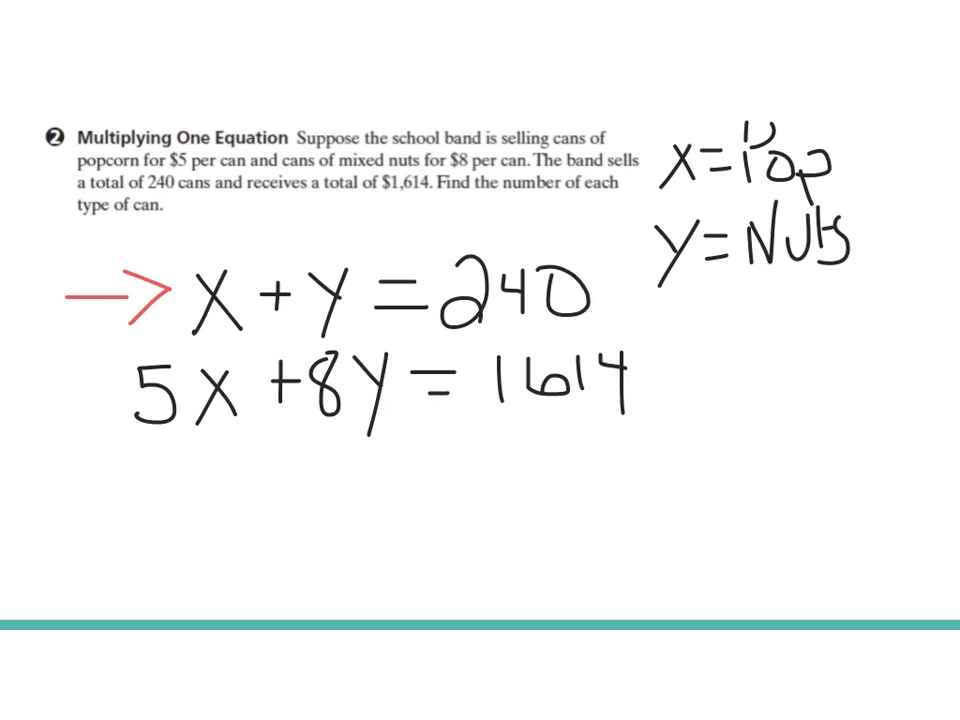 2 Multiplying One Equation Suppose the school band is selling cans of
popcorn for $5 per can and cans of mixed nuts for $8 per can. The band sells
a total of 240 cans and receives a total of $1,614. Find the number of each
type of can.
x=Pop
y=Nuts
→ X+Y=240
5X+8Y=1614